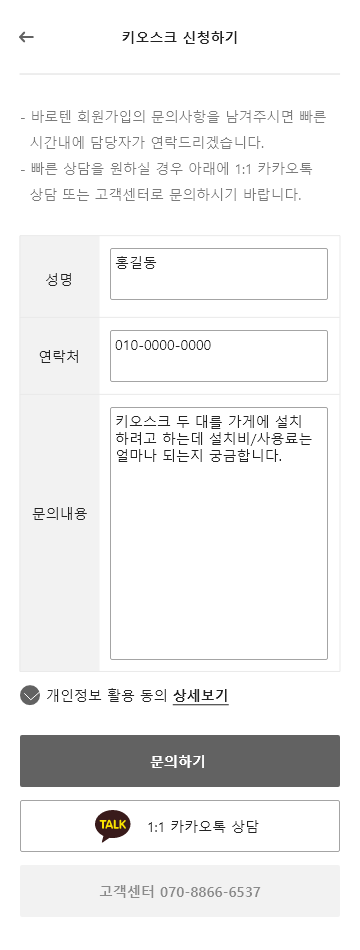 키오스크 신청하기
- 바로텐 회원가입의 문의사항을 남겨주시면 빠른
시간내에 담당자가 연락드리겠습니다.
- 빠른 상담을 원하실 경우 아래에 1:1 카카오톡
상담 또는 고객센터로 문의하시기 바랍니다.
성명
홍길동
연락처
010-0000-0000
문의내용
키오스크 두 대를 가게에 설치
하려고 하는데 설치비/사용료는
얼마나 되는지 궁금합니다.
개인정보 활용 동의 상세보기
문의하기
TALK 1:1 카카오톡 상담
고객센터 070-8866-6537